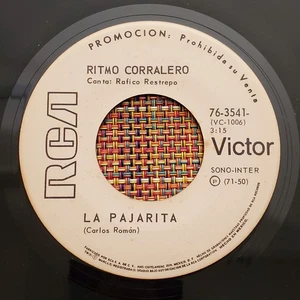 PROMOCION: Prohibida su Venta
RITMO CORRALERO
Canta: Rafico Restrepo
76-3541-
(VC-1006)
3:15
RCA
Victor
SONO-INTER
Ⓟ (71-50)
LA PAJARITA
(Carlos Román)